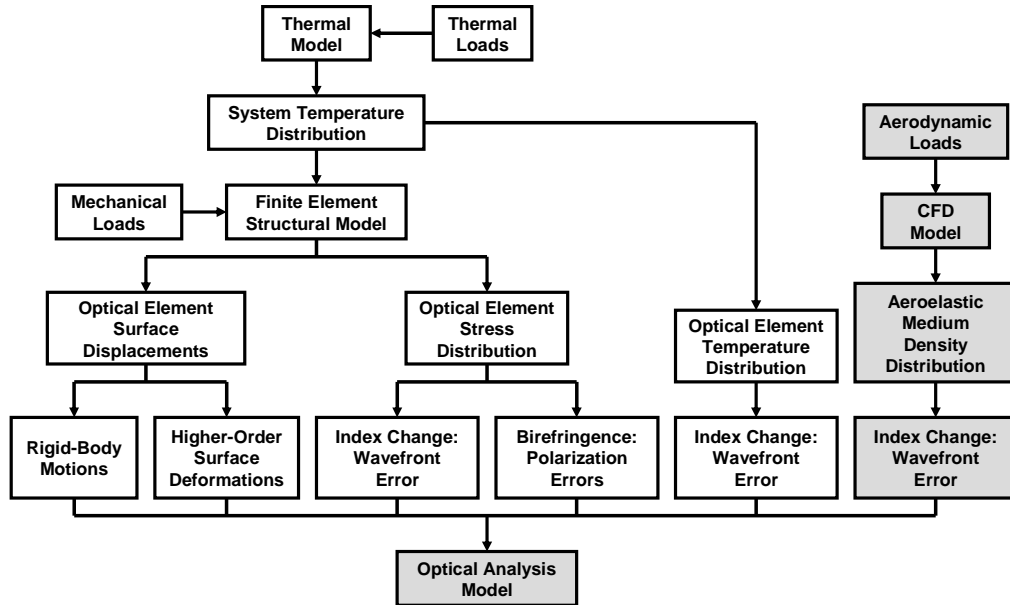 Thermal
Model
Thermal
Loads
System Temperature
Distribution
Aerodynamic
Loads
Mechanical
Loads
Finite Element
Structural Model
CFD
Model
Optical Element
Surface
Displacements
Optical Element
Stress
Distribution
Optical Element
Temperature
Distribution
Aeroelastic
Medium
Density
Distribution
Rigid-Body
Motions
Higher-Order
Surface
Deformations
Index Change:
Wavefront
Error
Birefringence:
Polarization
Errors
Index Change:
Wavefront
Error
Index Change:
Wavefront
Error
Optical Analysis
Model